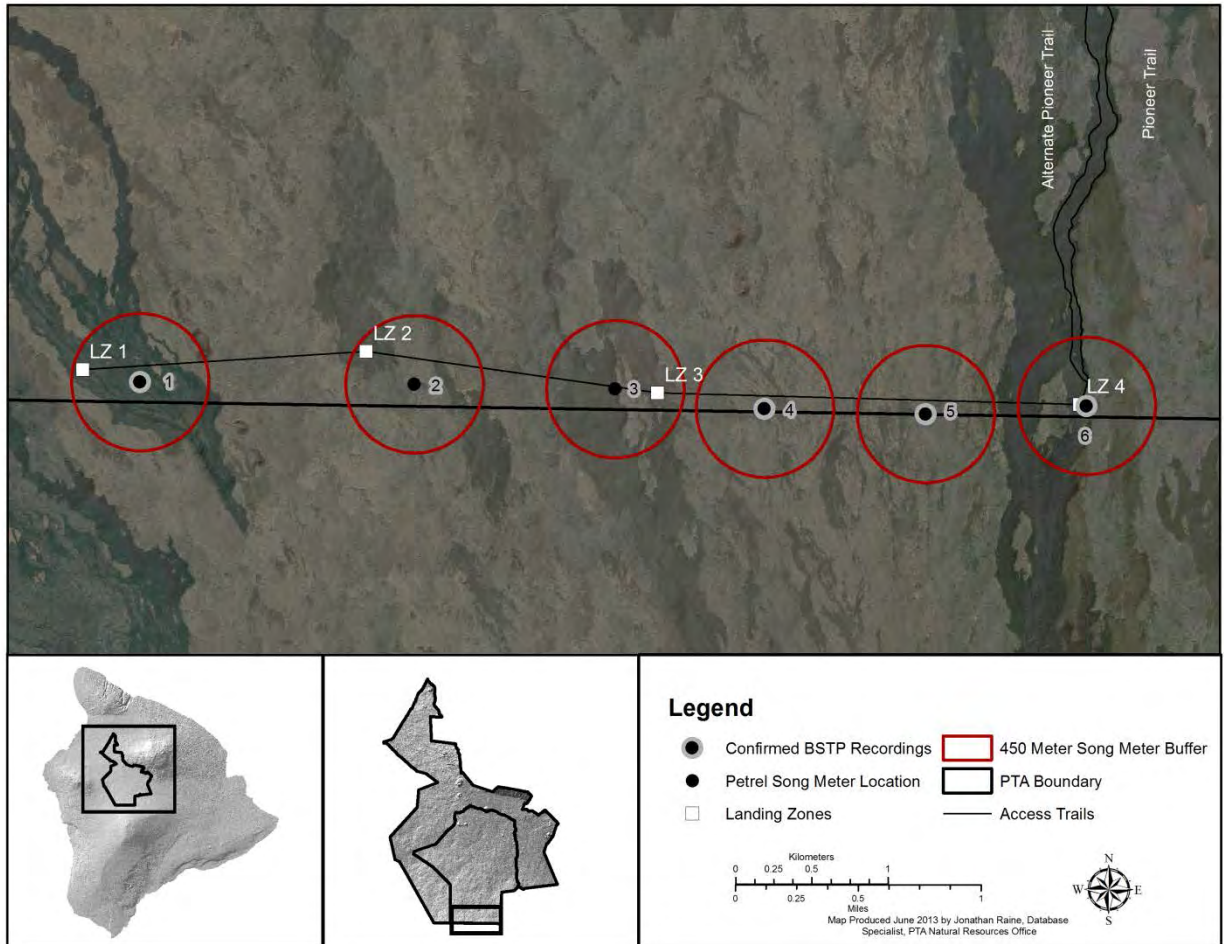 Alternate Pioneer Trail
Pioneer Trail
LZ 1
LZ 2
LZ 3
LZ 4
1
2
3
4
5
6
Legend
Confirmed BSTP Recordings
450 Meter Song Meter Buffer
Petrel Song Meter Location
PTA Boundary
Landing Zones
Access Trails
Kilometers
0 0.25 0.5 1
0 0.25 0.5 1
Miles
N
W E
S
Map Produced June 2013 by Jonathan Raine, Database
Specialist, PTA Natural Resources Office